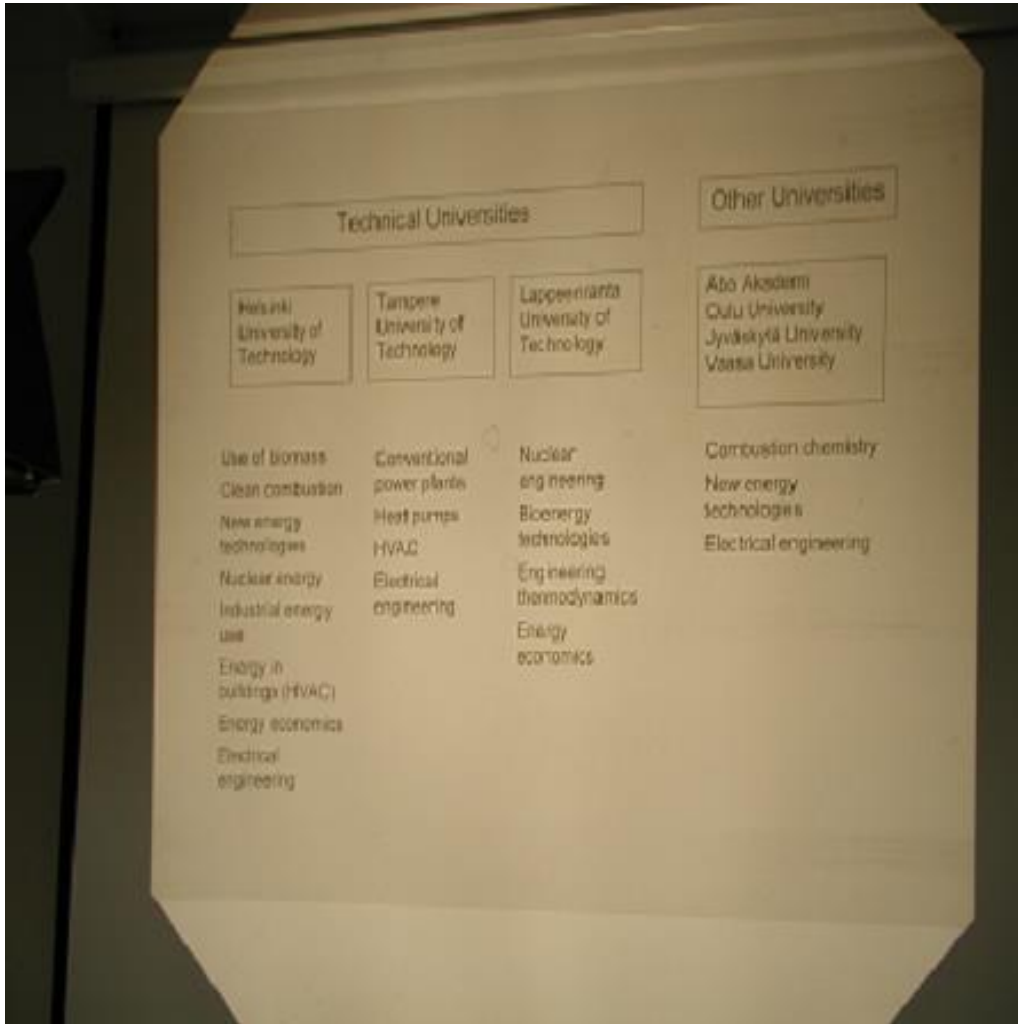 Technical Universities
Other Universities
Helsinki
University of
Technology
Tampere
University of
Technology
Lappeenranta
University of
Technology
Åbo Akademi
Oulu University
Jyväskylä University
Vaasa University
Use of biomass
Clean combustion
New energy
technologies
Nuclear energy
Industrial energy
use
Energy in
buildings (HVAC)
Energy economics
Electrical
engineering
Conventional
power plants
Heat pumps
HVAC
Electrical
engineering
Nuclear
engineering
Bioenergy
technologies
Engineering
thermodynamics
Energy
economics
Combustion chemistry
New energy
technologies
Electrical engineering